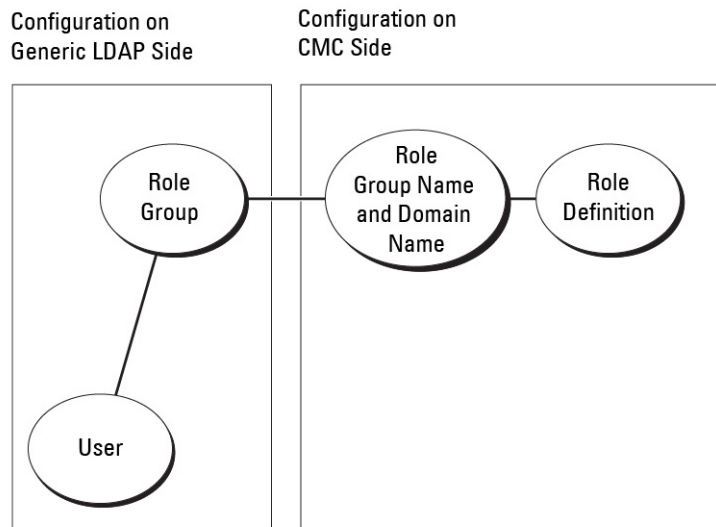 Configuration on
Generic LDAP Side
Configuration on
CMC Side
Role
Group
Role
Group Name
and Domain
Name
Role
Definition
User